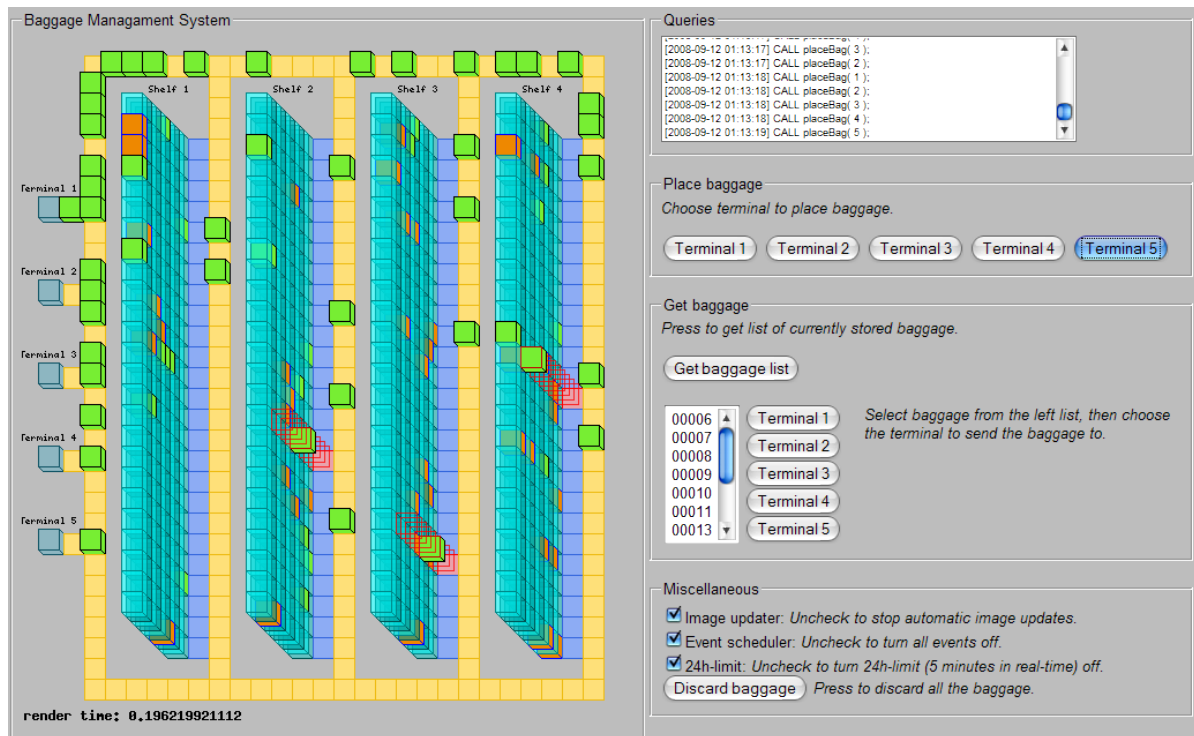 Baggage Managament System
Shelf 1
Shelf 2
Shelf 3
Shelf 4
Terminal 1
Terminal 2
Terminal 3
Terminal 4
Terminal 5
render time: 0.196219921112
Queries
[2008-09-12 01:13:17] CALL placeBag( 3 );
[2008-09-12 01:13:17] CALL placeBag( 2 );
[2008-09-12 01:13:18] CALL placeBag( 1 );
[2008-09-12 01:13:18] CALL placeBag( 2 );
[2008-09-12 01:13:18] CALL placeBag( 3 );
[2008-09-12 01:13:18] CALL placeBag( 4 );
[2008-09-12 01:13:19] CALL placeBag( 5 );
Place baggage
Choose terminal to place baggage.
Terminal 1 Terminal 2 Terminal 3 Terminal 4 Terminal 5
Get baggage
Press to get list of currently stored baggage.
Get baggage list
00006
00007
00008
00009
00010
00011
00013
Terminal 1
Terminal 2
Terminal 3
Terminal 4
Terminal 5
Select baggage from the left list, then choose
the terminal to send the baggage to.
Miscellaneous
Image updater: Uncheck to stop automatic image updates.
Event scheduler: Uncheck to turn all events off.
24h-limit: Uncheck to turn 24h-limit (5 minutes in real-time) off.
Discard baggage Press to discard all the baggage.